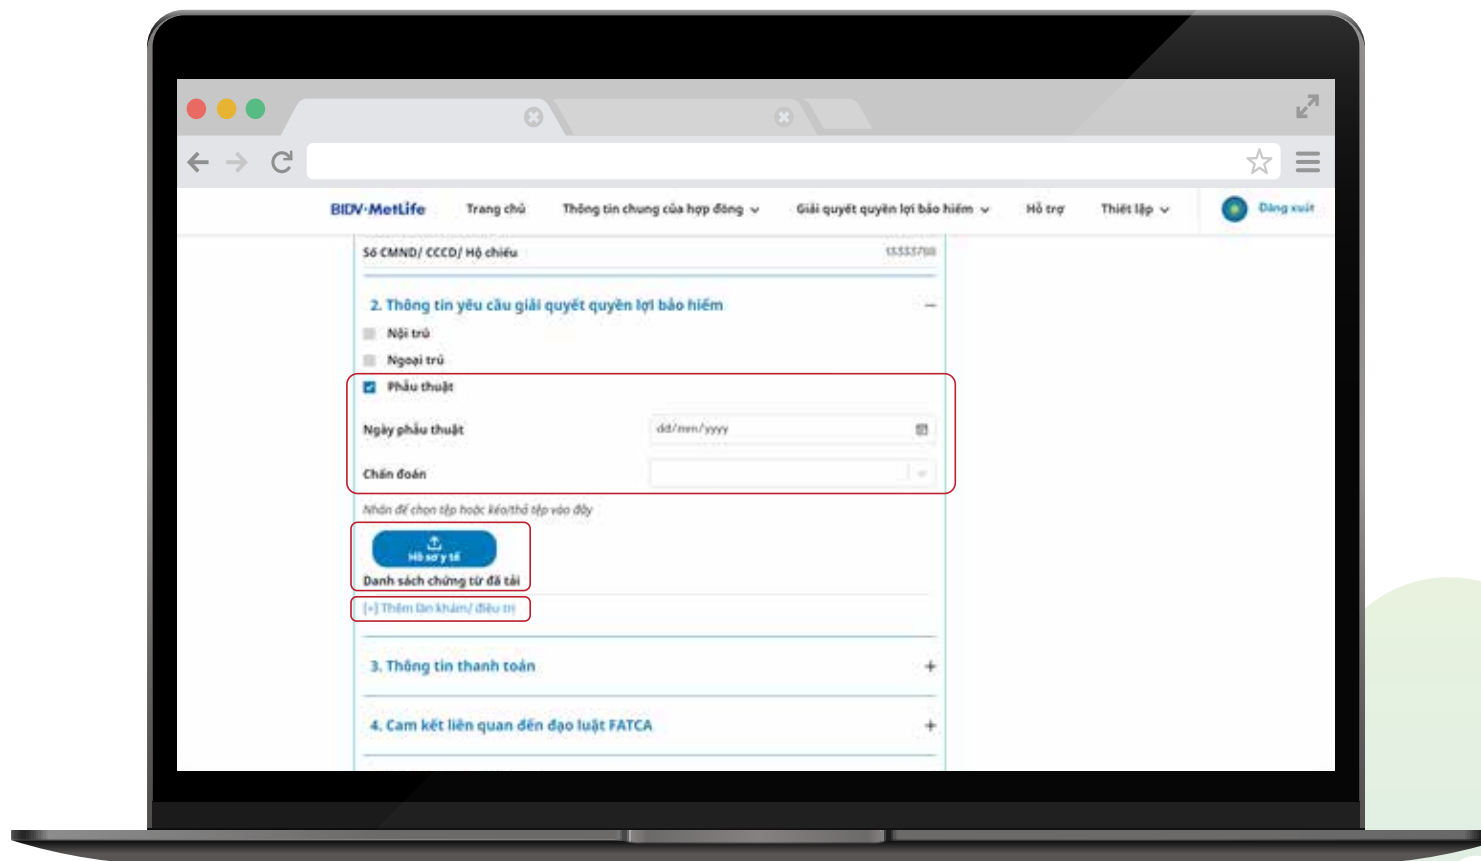 BIDV MetLife Trang chủ Thông tin chung của hợp đồng Giải quyết quyền lợi bảo hiểm Hỗ trợ Thiết lập Đăng xuất
Số CMND/ CCCD/ Hộ chiếu
2. Thông tin yêu cầu giải quyết quyền lợi bảo hiểm
Nội trú
Ngoại trú
Phẫu thuật
Ngày phẫu thuật dd/mm/yyyy
Chẩn đoán
Nhấn để chọn tệp hoặc kéo/thả tệp vào đây
Hồ sơ y tế
Danh sách chứng từ đã tải
[+] Thêm lần khám/ điều trị
3. Thông tin thanh toán
4. Cam kết liên quan đến đạo luật FATCA